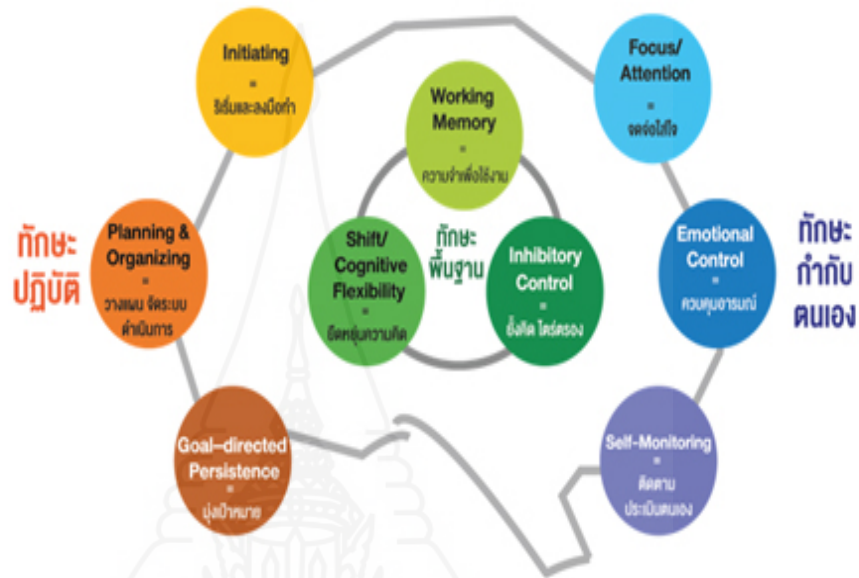 Initiating
=
ริเริ่มและลงมือทำ
Focus/
Attention
=
จดจ่อใส่ใจ
Working
Memory
=
ความจำเพื่อใช้งาน
ทักษะ
ปฏิบัติ
Planning &
Organizing
=
วางแผน จัดระบบ
ดำเนินการ
Shift/
Cognitive
Flexibility
=
ยืดหยุ่นความคิด
ทักษะ
พื้นฐาน
Inhibitory
Control
=
ยั้งคิด ไตร่ตรอง
Emotional
Control
=
ควบคุมอารมณ์
ทักษะ
กำกับ
ตนเอง
Goal–directed
Persistence
=
มุ่งเป้าหมาย
Self-Monitoring
=
ติดตาม
ประเมินตนเอง